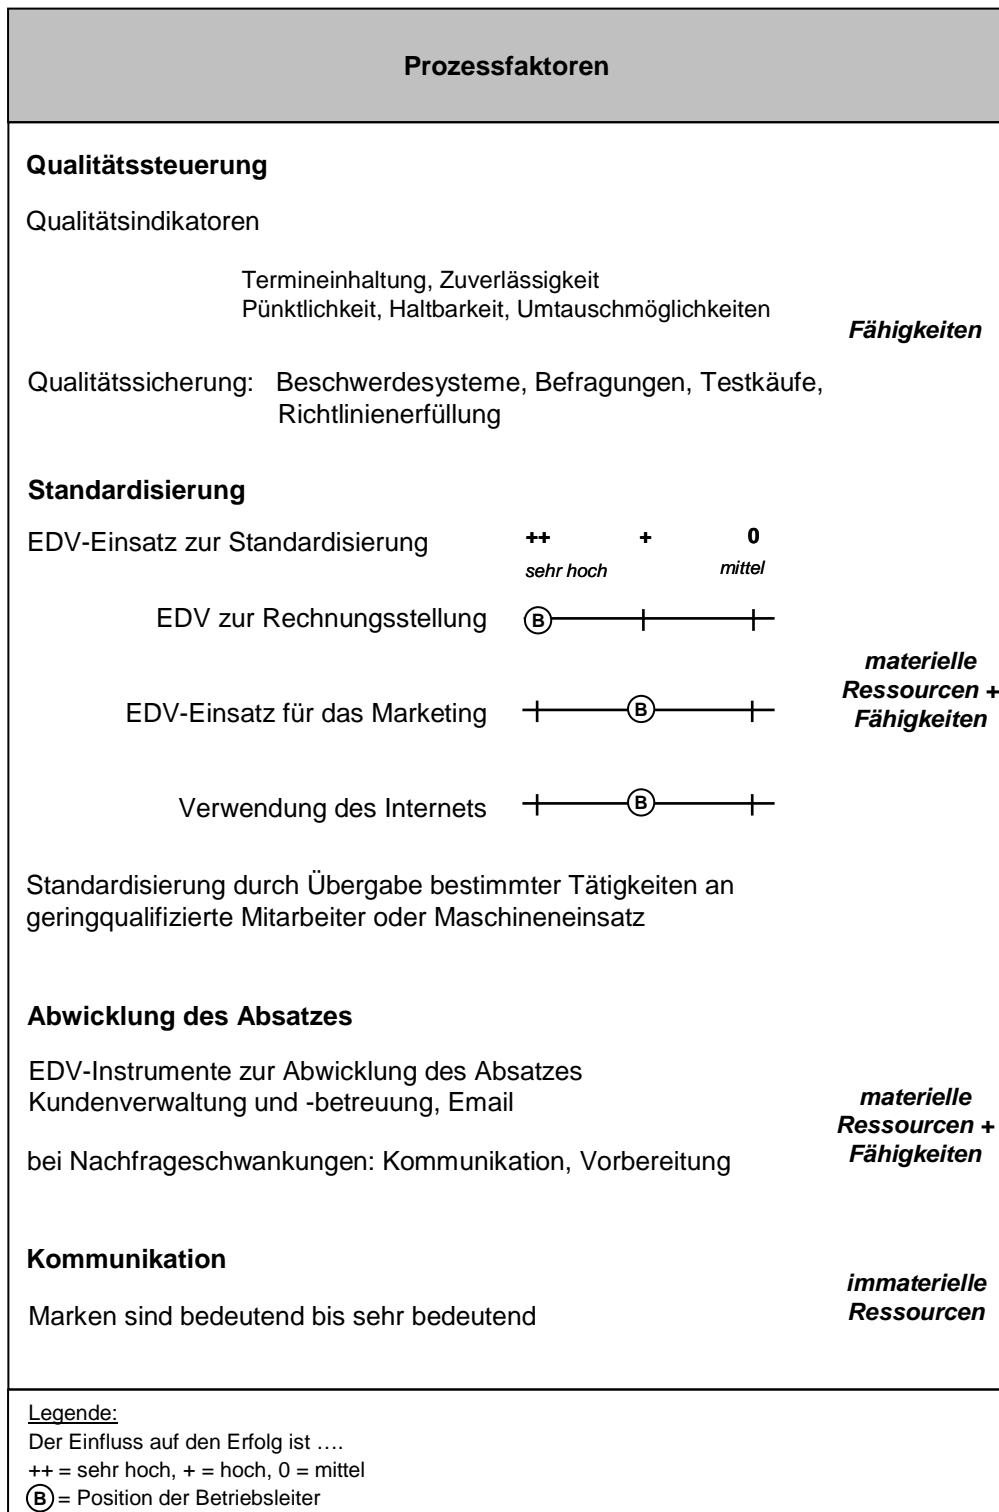 Prozessfaktoren
Qualitätssteuerung
Qualitätsindikatoren
Termineinhaltung, Zuverlässigkeit
Pünktlichkeit, Haltbarkeit, Umtauschmöglichkeiten
Fähigkeiten
Qualitätssicherung: Beschwerdesysteme, Befragungen, Testkäufe,
Richtlinienerfüllung
Standardisierung
EDV-Einsatz zur Standardisierung ++ + 0
sehr hoch mittel
EDV zur Rechnungsstellung B
EDV-Einsatz für das Marketing B
materielle
Ressourcen +
Fähigkeiten
Verwendung des Internets B
Standardisierung durch Übergabe bestimmter Tätigkeiten an
geringqualifizierte Mitarbeiter oder Maschineneinsatz
Abwicklung des Absatzes
EDV-Instrumente zur Abwicklung des Absatzes
Kundenverwaltung und -betreuung, Email
bei Nachfrageschwankungen: Kommunikation, Vorbereitung
materielle
Ressourcen +
Fähigkeiten
Kommunikation
Marken sind bedeutend bis sehr bedeutend
immaterielle
Ressourcen
Legende:
Der Einfluss auf den Erfolg ist ….
++ = sehr hoch, + = hoch, 0 = mittel
B = Position der Betriebsleiter